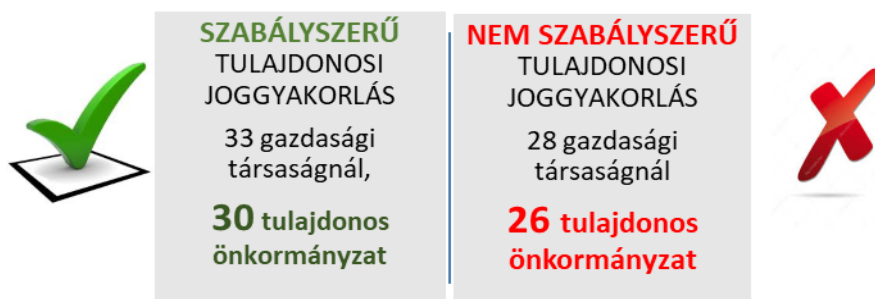 SZABÁLYSZERŰ
TULAJDONOSI
JOGGYAKORLÁS
33 gazdasági
társaságnál,
30 tulajdonos
önkormányzat
NEM SZABÁLYSZERŰ
TULAJDONOSI
JOGGYAKORLÁS
28 gazdasági
társaságnál
26 tulajdonos
önkormányzat